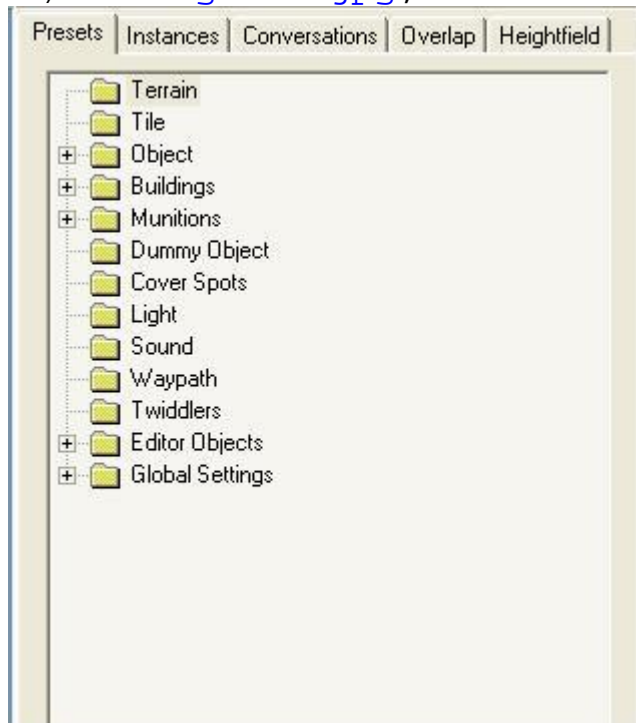 Presets Instances Conversations Overlap Heightfield
Terrain
Tile
Object
Buildings
Munitions
Dummy Object
Cover Spots
Light
Sound
Waypath
Twiddlers
Editor Objects
Global Settings